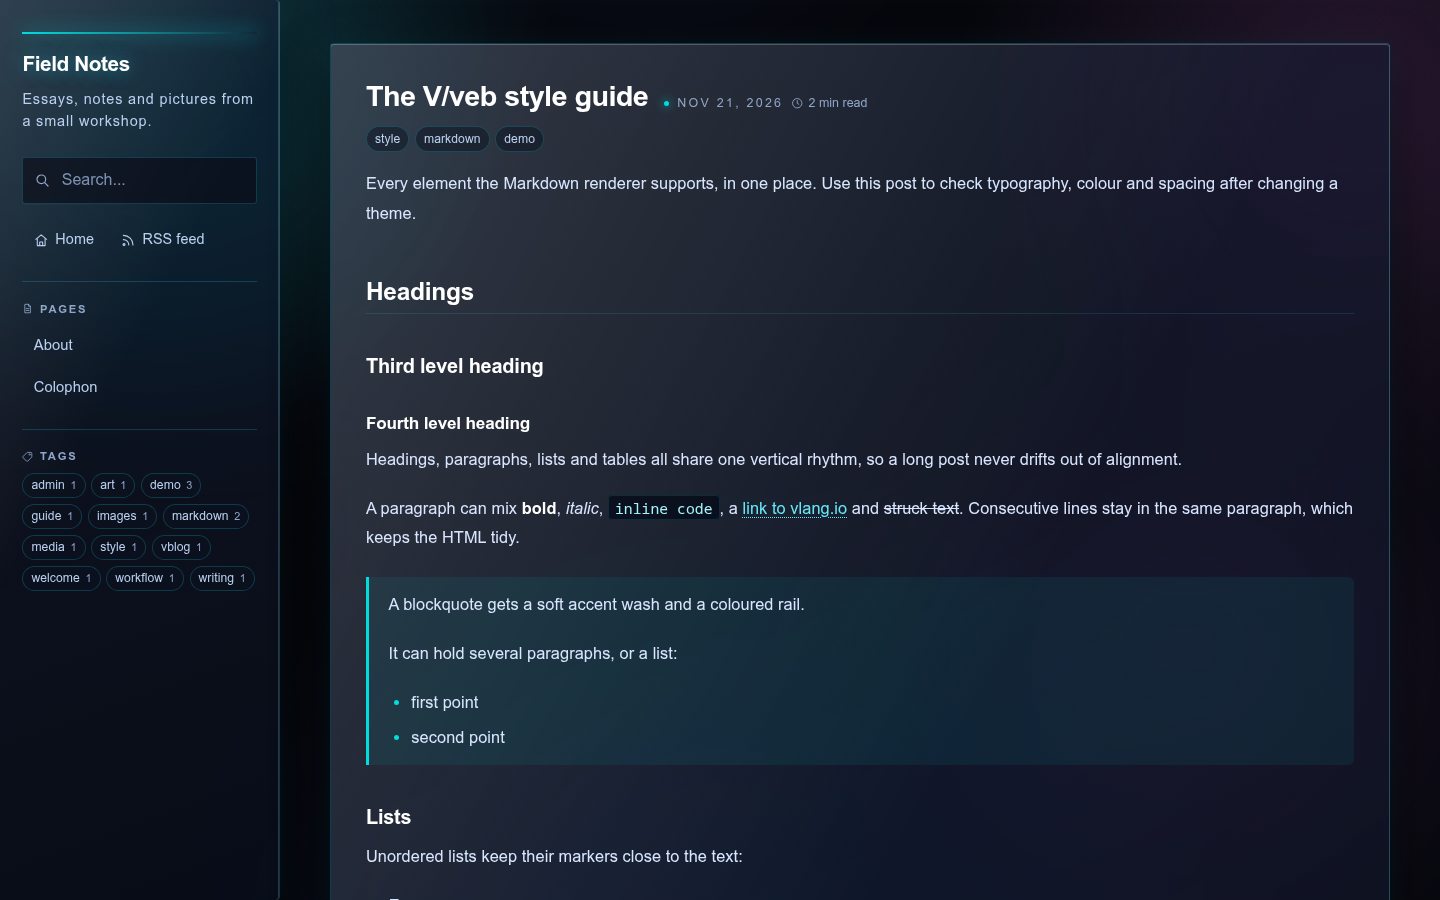 Field Notes
Essays, notes and pictures from
a small workshop.
Search...
Home
RSS feed
PAGES
About
Colophon
TAGS
admin 1
art 1
demo 3
guide 1
images 1
markdown 2
media 1
style 1
vblog 1
welcome 1
workflow 1
writing 1
The V/veb style guide
NOV 21, 2026
2 min read
style
markdown
demo
Every element the Markdown renderer supports, in one place. Use this post to check typography, colour and spacing after changing a
theme.
Headings
Third level heading
Fourth level heading
Headings, paragraphs, lists and tables all share one vertical rhythm, so a long post never drifts out of alignment.
A paragraph can mix bold, italic, inline code, a link to vlang.io and struck text. Consecutive lines stay in the same paragraph, which
keeps the HTML tidy.
A blockquote gets a soft accent wash and a coloured rail.
It can hold several paragraphs, or a list:
• first point
• second point
Lists
Unordered lists keep their markers close to the text: